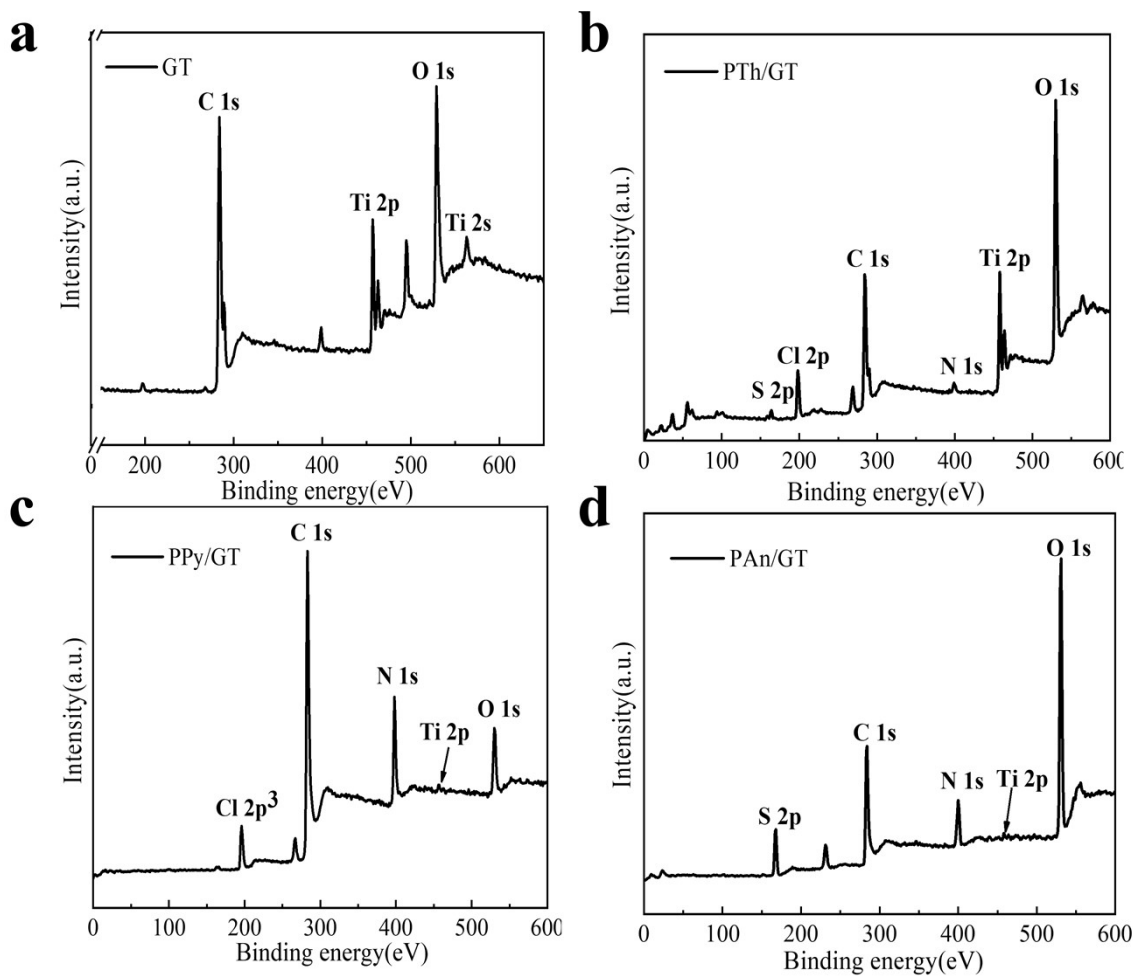 a
GT
C 1s
O 1s
Ti 2p
Ti 2s
Intensity(a.u.)
0 200 300 400 500 600
Binding energy(eV)
b
PTh/GT
O 1s
C 1s
Ti 2p
Cl 2p
S 2p
N 1s
Intensity(a.u.)
0 100 200 300 400 500 600
Binding energy(eV)
c
PPy/GT
C 1s
N 1s
Ti 2p
O 1s
Cl 2p3
Intensity(a.u.)
0 100 200 300 400 500 600
Binding energy(eV)
d
PAn/GT
O 1s
C 1s
S 2p
N 1s
Ti 2p
Intensity(a.u.)
0 100 200 300 400 500 600
Binding energy(eV)